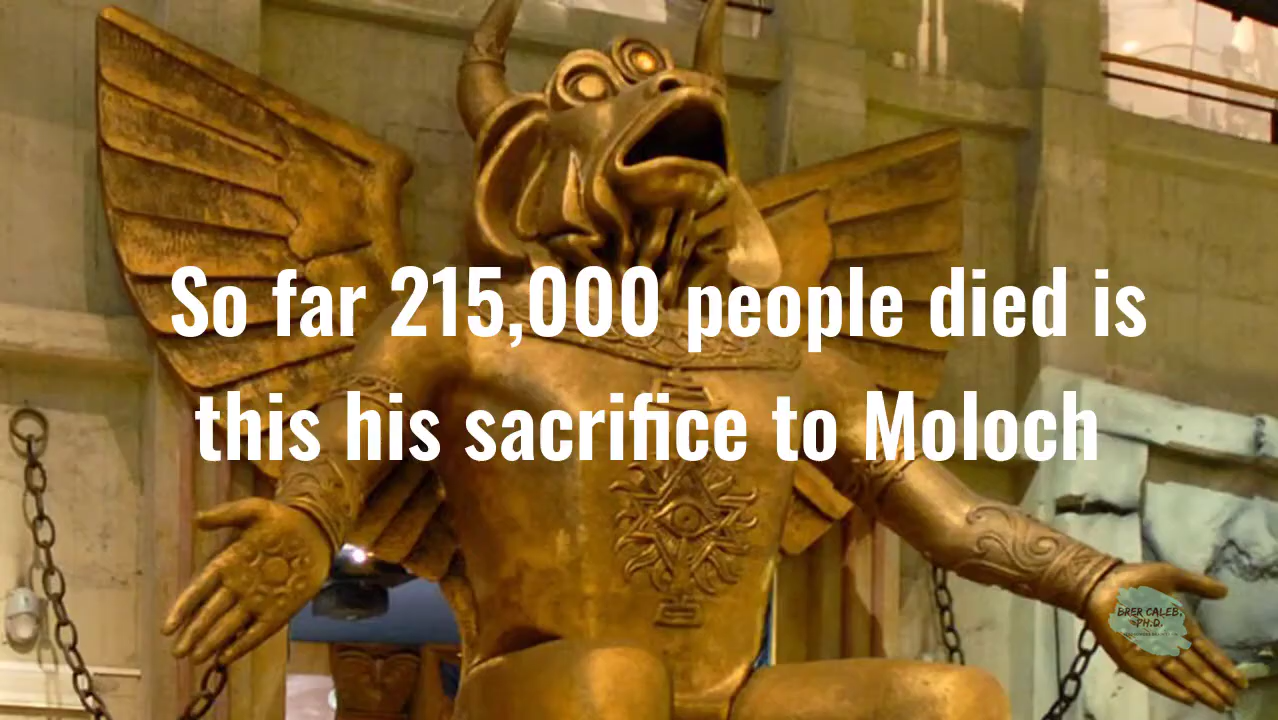 So far 215,000 people died is
this his sacrifice to Moloch
BRER CALEB,
PH.D.